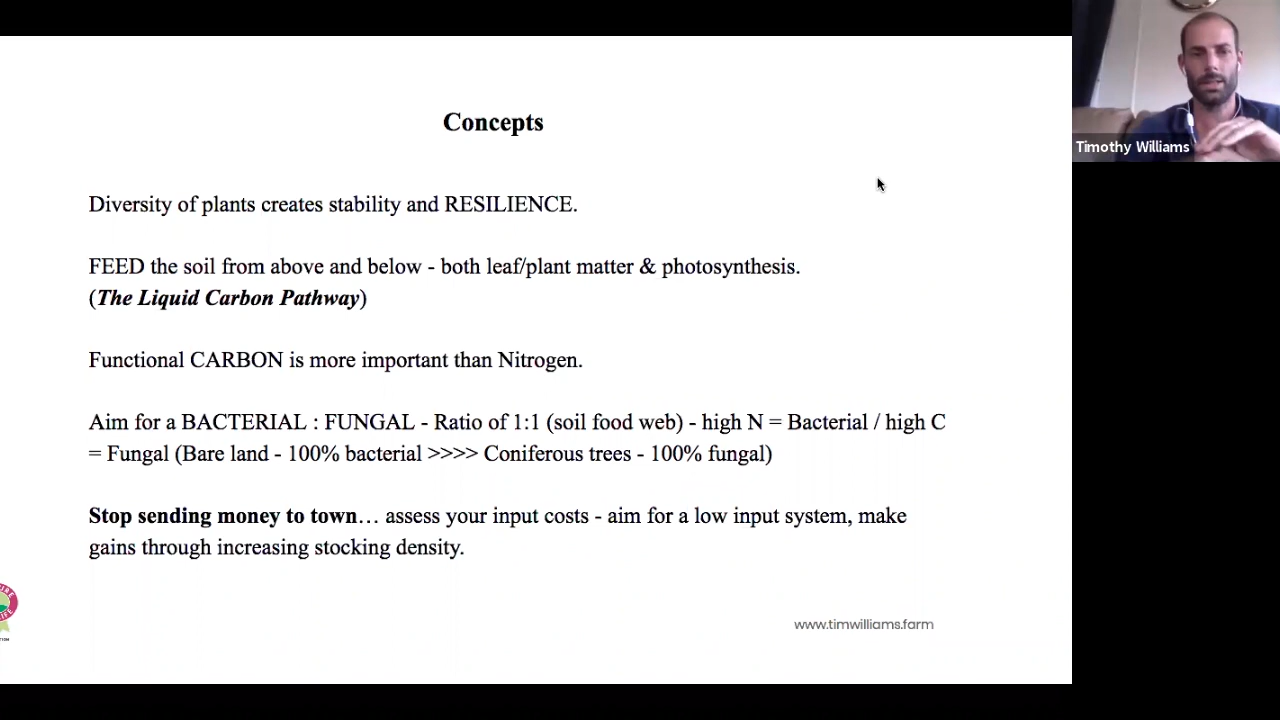 Concepts
Diversity of plants creates stability and RESILIENCE.
FEED the soil from above and below - both leaf/plant matter & photosynthesis.
(The Liquid Carbon Pathway)
Functional CARBON is more important than Nitrogen.
Aim for a BACTERIAL : FUNGAL - Ratio of 1:1 (soil food web) - high N = Bacterial / high C
= Fungal (Bare land - 100% bacterial >>>> Coniferous trees - 100% fungal)
Stop sending money to town… assess your input costs - aim for a low input system, make
gains through increasing stocking density.
www.timwilliams.farm
Timothy Williams